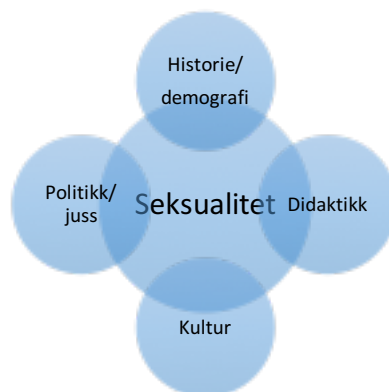 Historie/
demografi
Politikk/
juss
Seksualitet
Didaktikk
Kultur